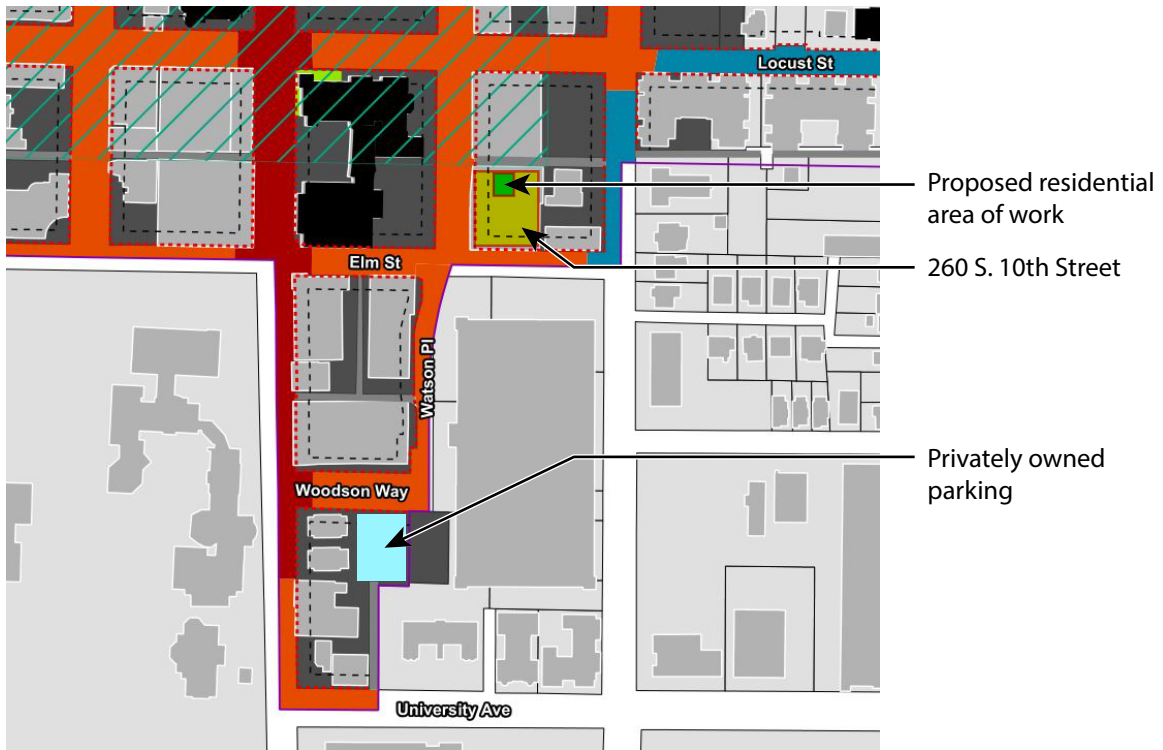 Locust St
Proposed residential
area of work
260 S. 10th Street
Elm St
Watson Pl
Privately owned
parking
Woodson Way
University Ave